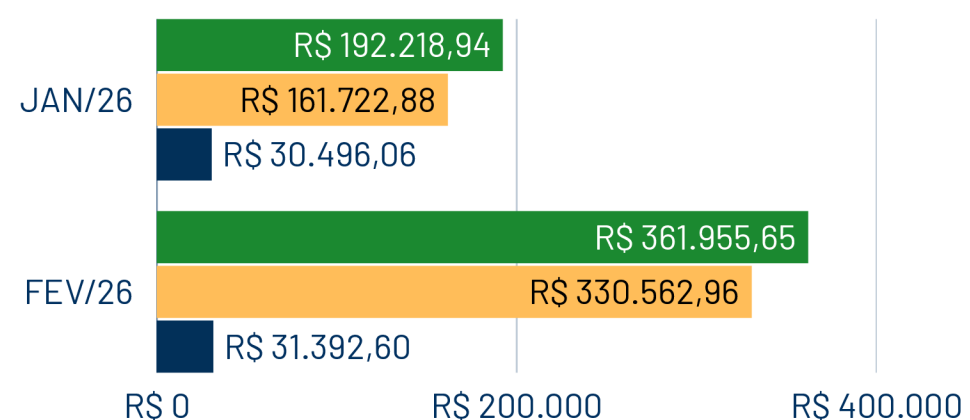 R$ 192.218,94
JAN/26
R$ 161.722,88
R$ 30.496,06
R$ 361.955,65
FEV/26
R$ 330.562,96
R$ 31.392,60
R$ 0
R$ 200.000
R$ 400.000